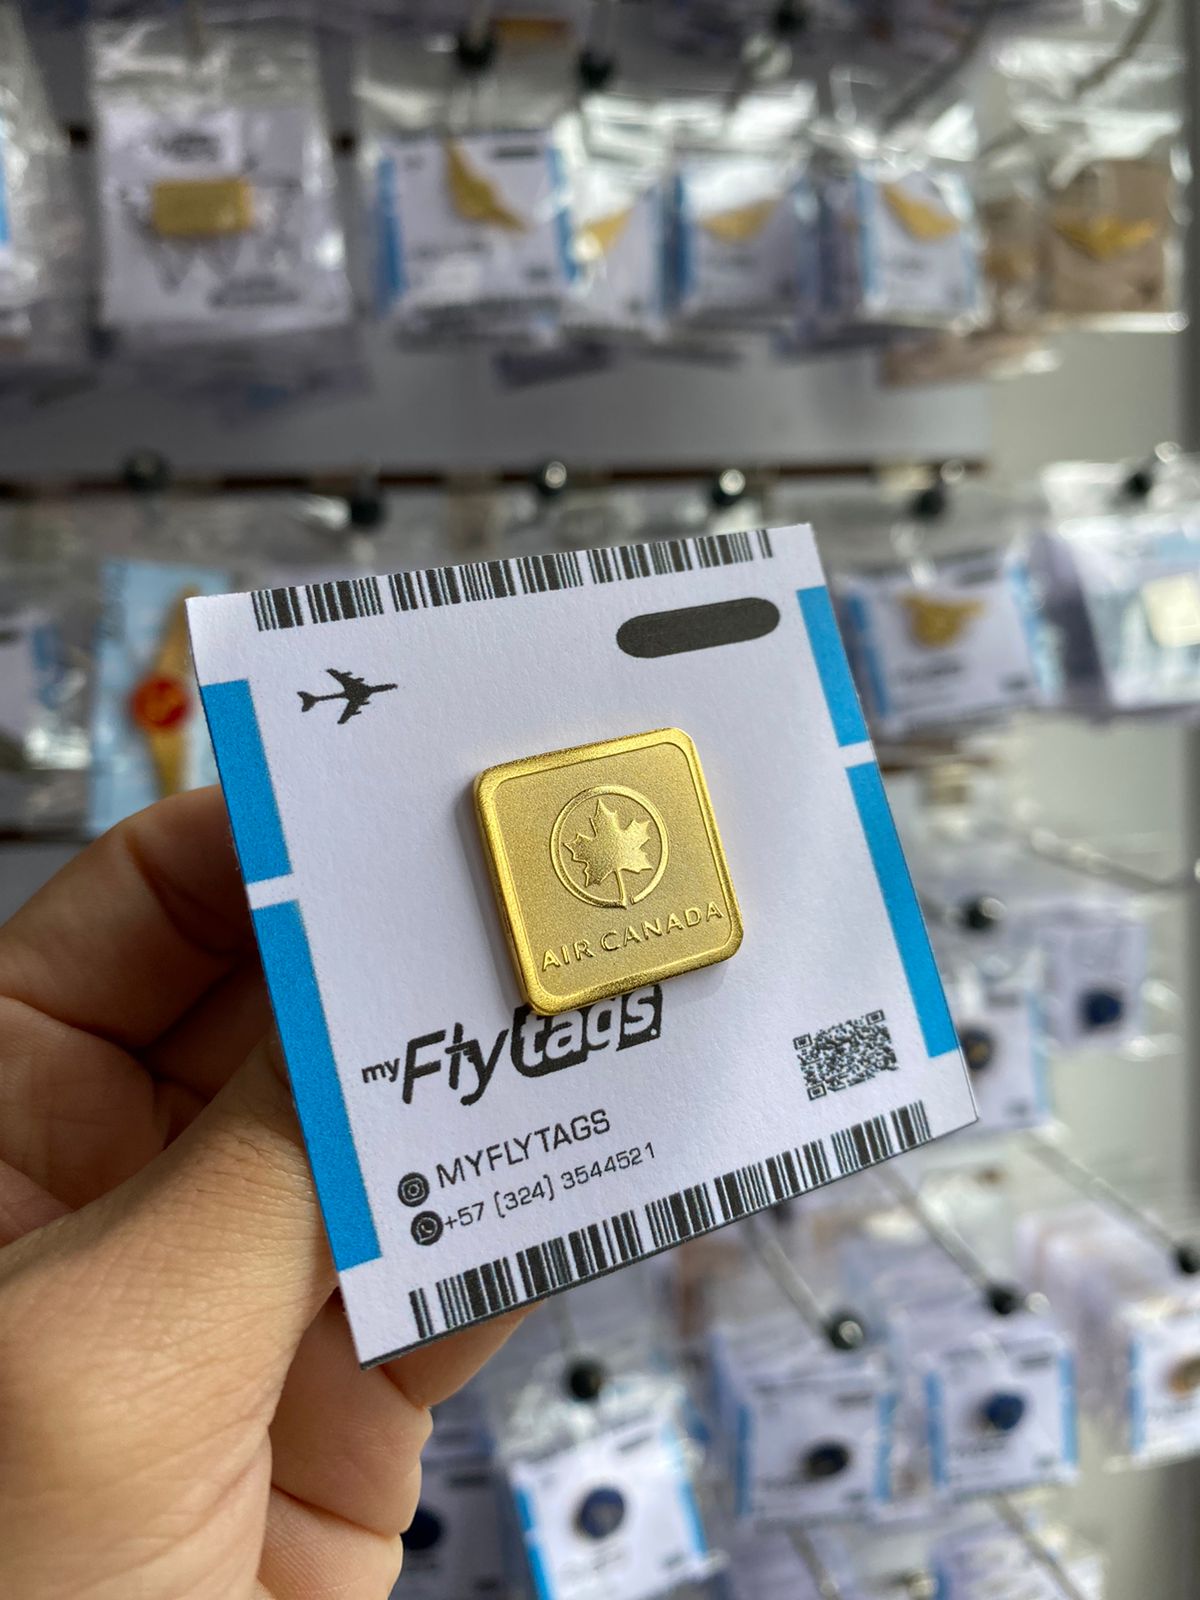 AIR CANADA
myFlytags
MYFLYTAGS
+57 (324) 3544521